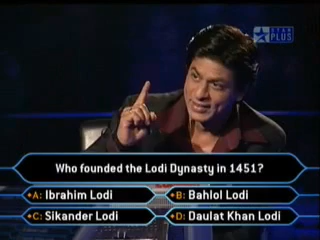 STAR
PLUS
Who founded the Lodi Dynasty in 1451?
A: Ibrahim Lodi
B: Bahlol Lodi
C: Sikander Lodi
D: Daulat Khan Lodi